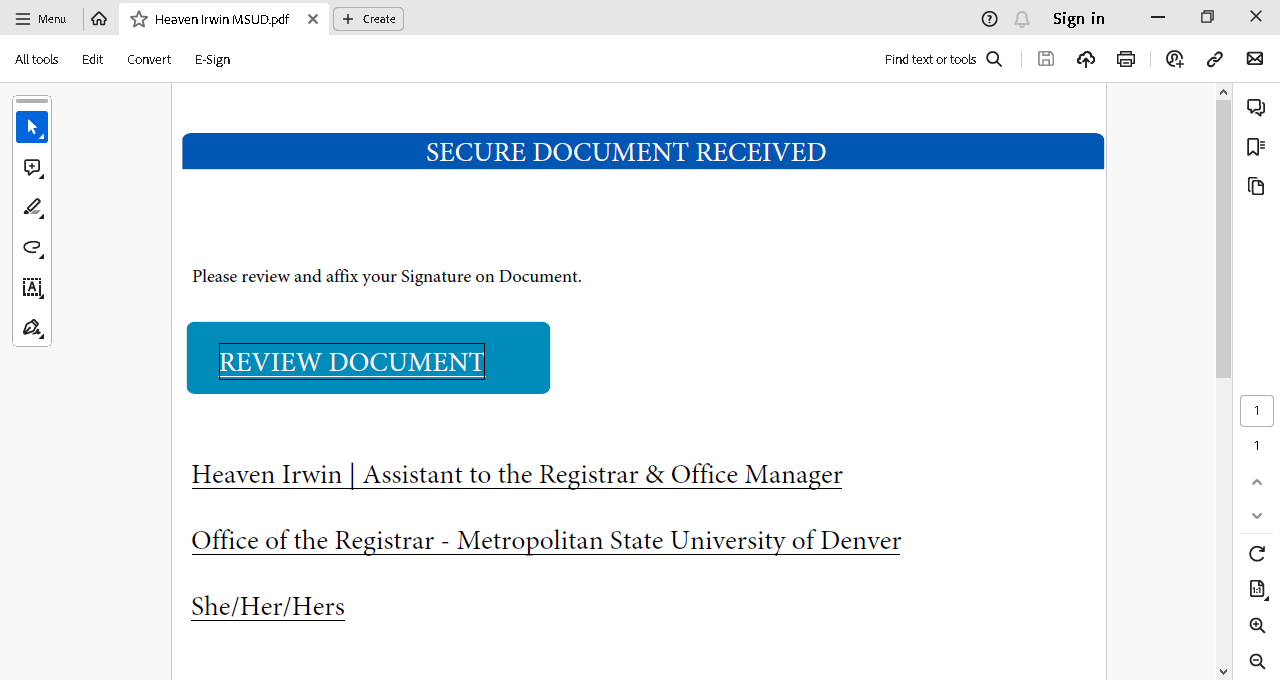 Menu
Heaven Irwin MSUD.pdf
Create
Sign in
All tools
Edit
Convert
E-Sign
Find text or tools
SECURE DOCUMENT RECEIVED
Please review and affix your Signature on Document.
REVIEW DOCUMENT
Heaven Irwin | Assistant to the Registrar & Office Manager
Office of the Registrar - Metropolitan State University of Denver
She/Her/Hers
1
1